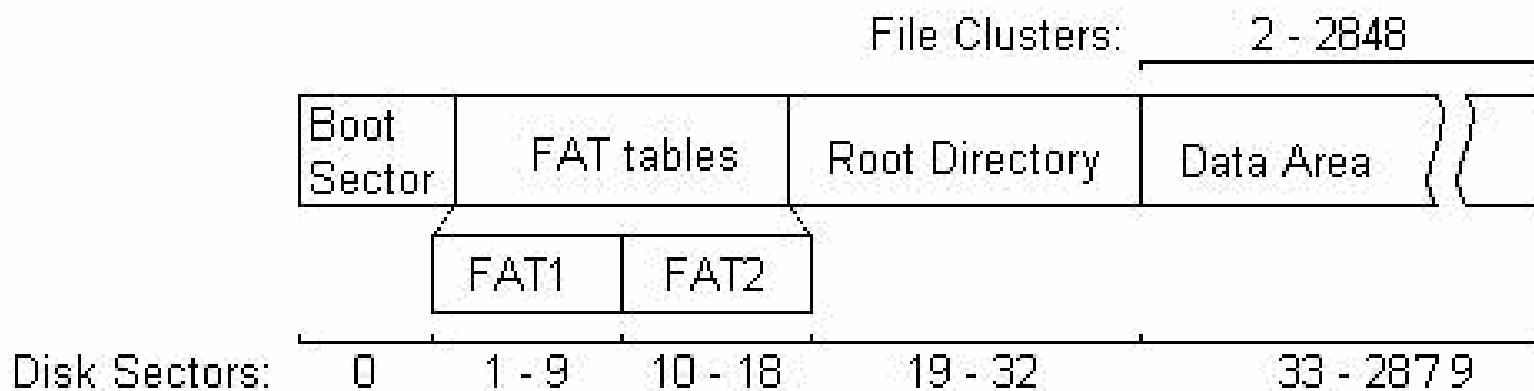 File Clusters: 2 - 2848
Boot
Sector
FAT tables
Root Directory
Data Area
FAT1
FAT2
Disk Sectors: 0 1 - 9 10 - 18 19 - 32 33 - 2879